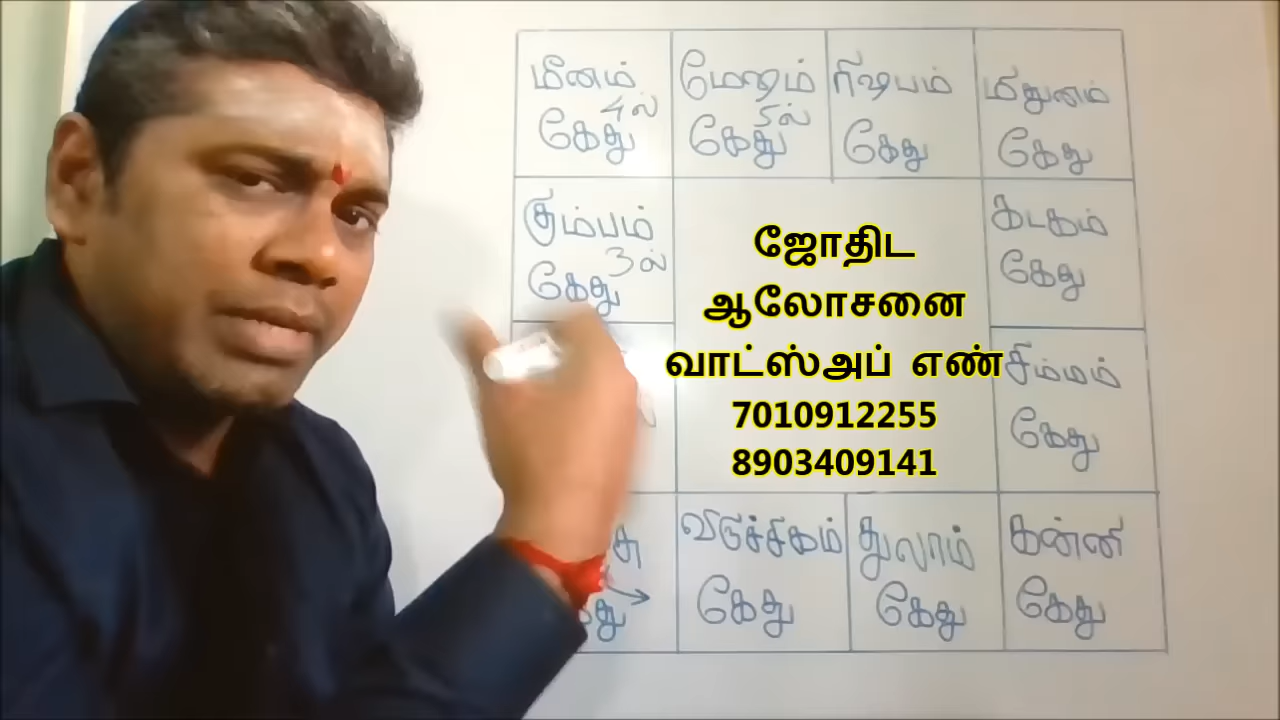 மீனம்
4ல்
கேது
மேஷம்
5ல்
கேது
ரிஷபம்
கேது
மிதுனம்
கேது
கும்பம்
3ல்
கேது
கடகம்
கேது
ஜோதிட
ஆலோசனை
வாட்ஸ்அப் எண்
7010912255
8903409141
சிம்மம்
கேது
விருச்சிகம்
கேது
துலாம்
கேது
கன்னி
கேது